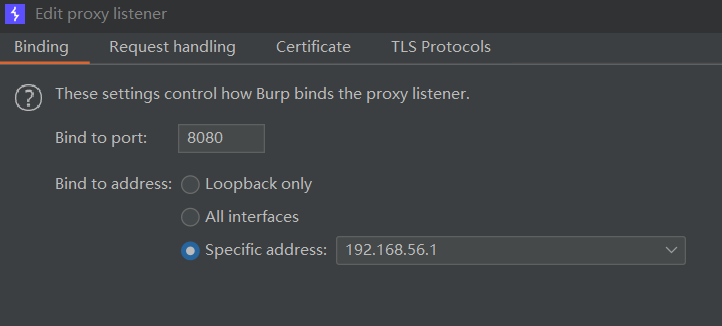 Edit proxy listener
Binding Request handling Certificate TLS Protocols
? These settings control how Burp binds the proxy listener.
Bind to port: 8080
Bind to address: Loopback only
All interfaces
Specific address: 192.168.56.1